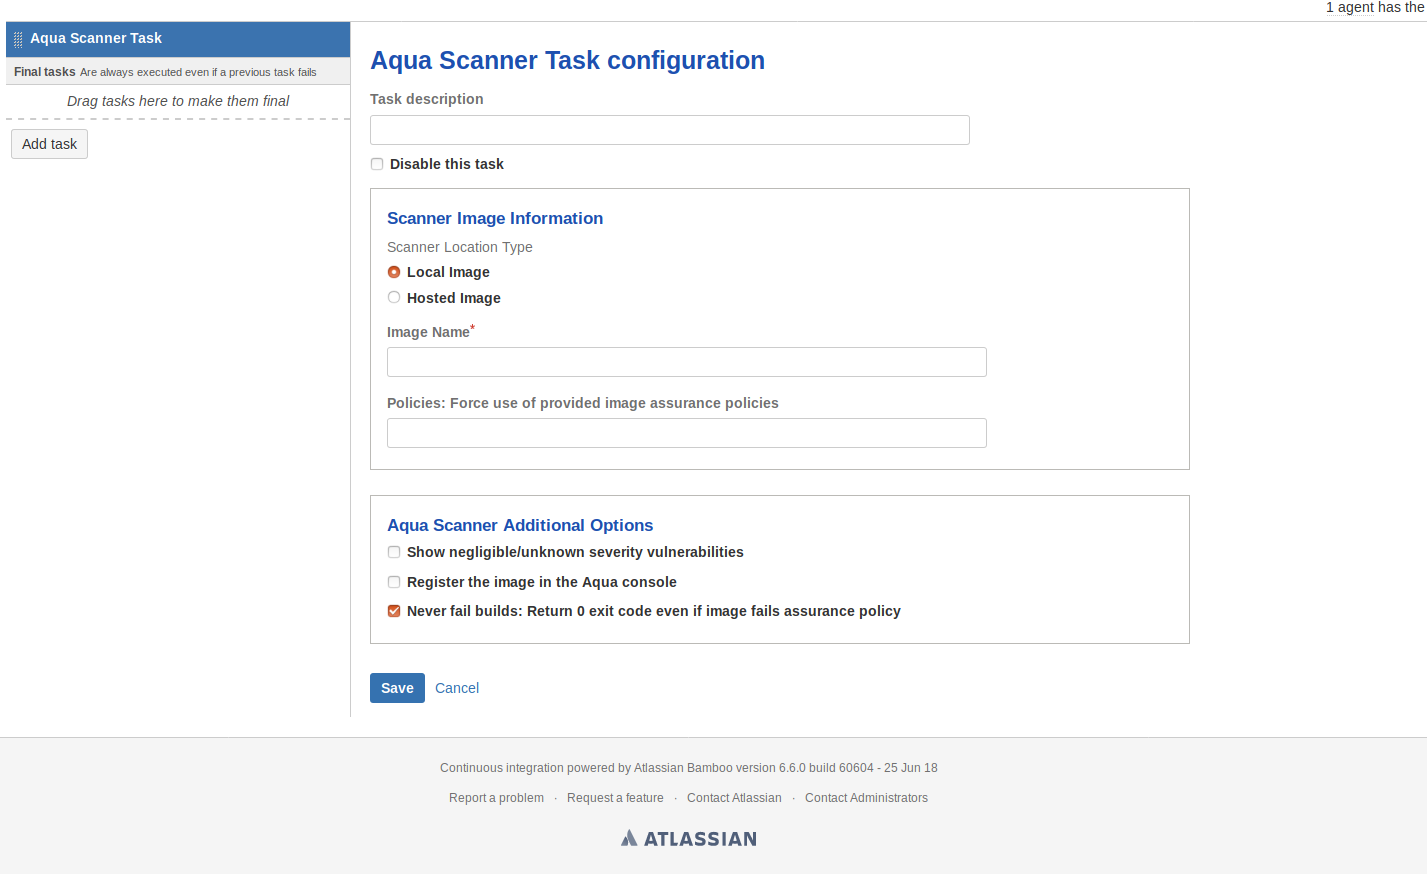 1 agent has the
Aqua Scanner Task
Final tasks Are always executed even if a previous task fails
Drag tasks here to make them final
Add task
Aqua Scanner Task configuration
Task description
Disable this task
Scanner Image Information
Scanner Location Type
Local Image
Hosted Image
Image Name*
Policies: Force use of provided image assurance policies
Aqua Scanner Additional Options
Show negligible/unknown severity vulnerabilities
Register the image in the Aqua console
Never fail builds: Return 0 exit code even if image fails assurance policy
Save Cancel
Continuous integration powered by Atlassian Bamboo version 6.6.0 build 60604 - 25 Jun 18
Report a problem · Request a feature · Contact Atlassian · Contact Administrators
ATLASSIAN